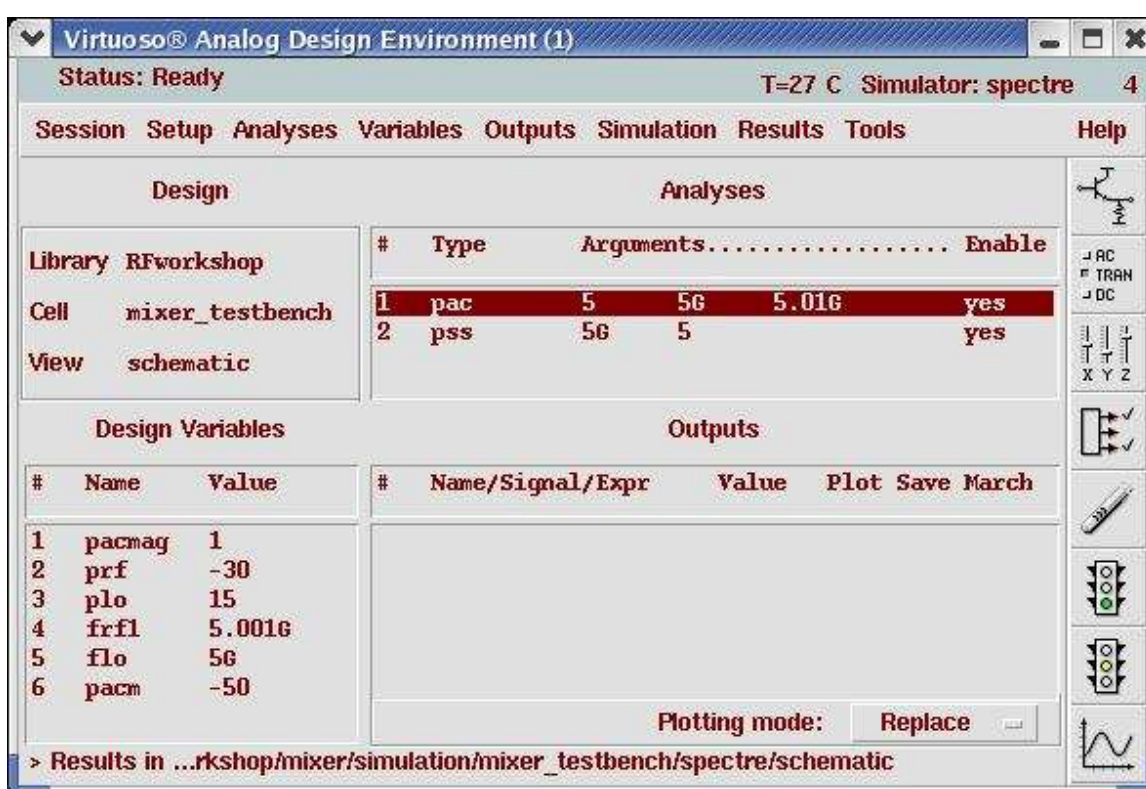 Virtuoso® Analog Design Environment (1)
Status: Ready
T=27 C Simulator: spectre 4
Session Setup Analyses Variables Outputs Simulation Results Tools Help
Design
Library RFworkshop
Cell mixer_testbench
View schematic
Analyses
# Type Arguments................... Enable
1 pac 5 5G 5.01G yes
2 pss 5G 5 yes
Design Variables
# Name Value
1 pacmag 1
2 prf -30
3 plo 15
4 frf1 5.001G
5 flo 5G
6 pacm -50
Outputs
# Name/Signal/Expr Value Plot Save March
Plotting mode: Replace
> Results in ...rkshop/mixer/simulation/mixer_testbench/spectre/schematic
AC
TRAN
DC
X Y Z